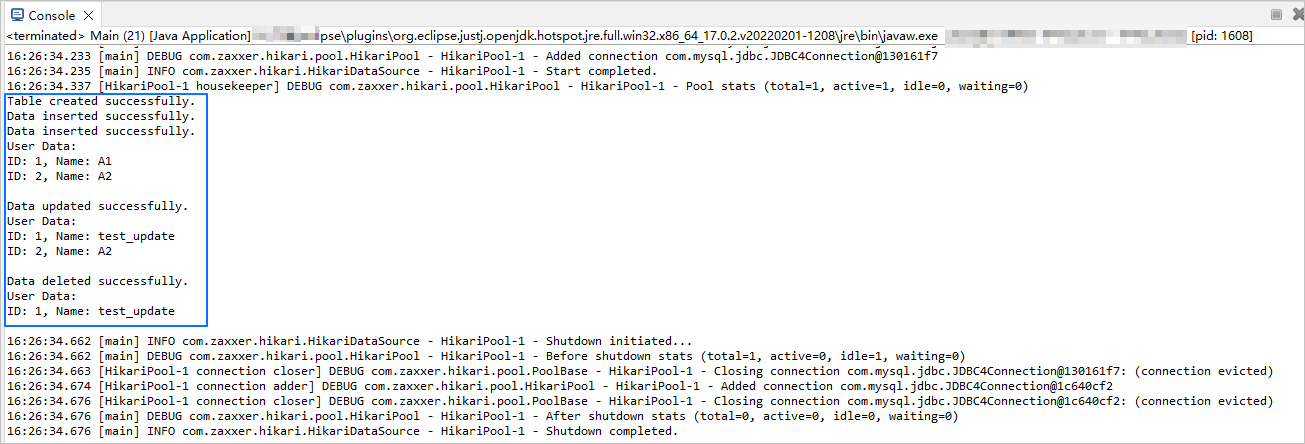 Console
<terminated> Main (21) [Java Application] pse\plugins\org.eclipse.justj.openjdk.hotspot.jre.full.win32.x86_64_17.0.2.v20220201-1208\jre\bin\javaw.exe [pid: 1608]
16:26:34.233 [main] DEBUG com.zaxxer.hikari.pool.HikariPool - HikariPool-1 - Added connection com.mysql.jdbc.JDBC4Connection@130161f7
16:26:34.235 [main] INFO com.zaxxer.hikari.HikariDataSource - HikariPool-1 - Start completed.
16:26:34.337 [HikariPool-1 housekeeper] DEBUG com.zaxxer.hikari.pool.HikariPool - HikariPool-1 - Pool stats (total=1, active=1, idle=0, waiting=0)
Table created successfully.
Data inserted successfully.
Data inserted successfully.
User Data:
ID: 1, Name: A1
ID: 2, Name: A2
Data updated successfully.
User Data:
ID: 1, Name: test_update
ID: 2, Name: A2
Data deleted successfully.
User Data:
ID: 1, Name: test_update
16:26:34.662 [main] INFO com.zaxxer.hikari.HikariDataSource - HikariPool-1 - Shutdown initiated...
16:26:34.662 [main] DEBUG com.zaxxer.hikari.pool.HikariPool - HikariPool-1 - Before shutdown stats (total=1, active=0, idle=1, waiting=0)
16:26:34.663 [HikariPool-1 connection closer] DEBUG com.zaxxer.hikari.pool.PoolBase - HikariPool-1 - Closing connection com.mysql.jdbc.JDBC4Connection@130161f7: (connection evicted)
16:26:34.674 [HikariPool-1 connection adder] DEBUG com.zaxxer.hikari.pool.HikariPool - HikariPool-1 - Added connection com.mysql.jdbc.JDBC4Connection@1c640cf2
16:26:34.676 [HikariPool-1 connection closer] DEBUG com.zaxxer.hikari.pool.PoolBase - HikariPool-1 - Closing connection com.mysql.jdbc.JDBC4Connection@1c640cf2: (connection evicted)
16:26:34.676 [main] DEBUG com.zaxxer.hikari.pool.HikariPool - HikariPool-1 - After shutdown stats (total=0, active=0, idle=0, waiting=0)
16:26:34.676 [main] INFO com.zaxxer.hikari.HikariDataSource - HikariPool-1 - Shutdown completed.